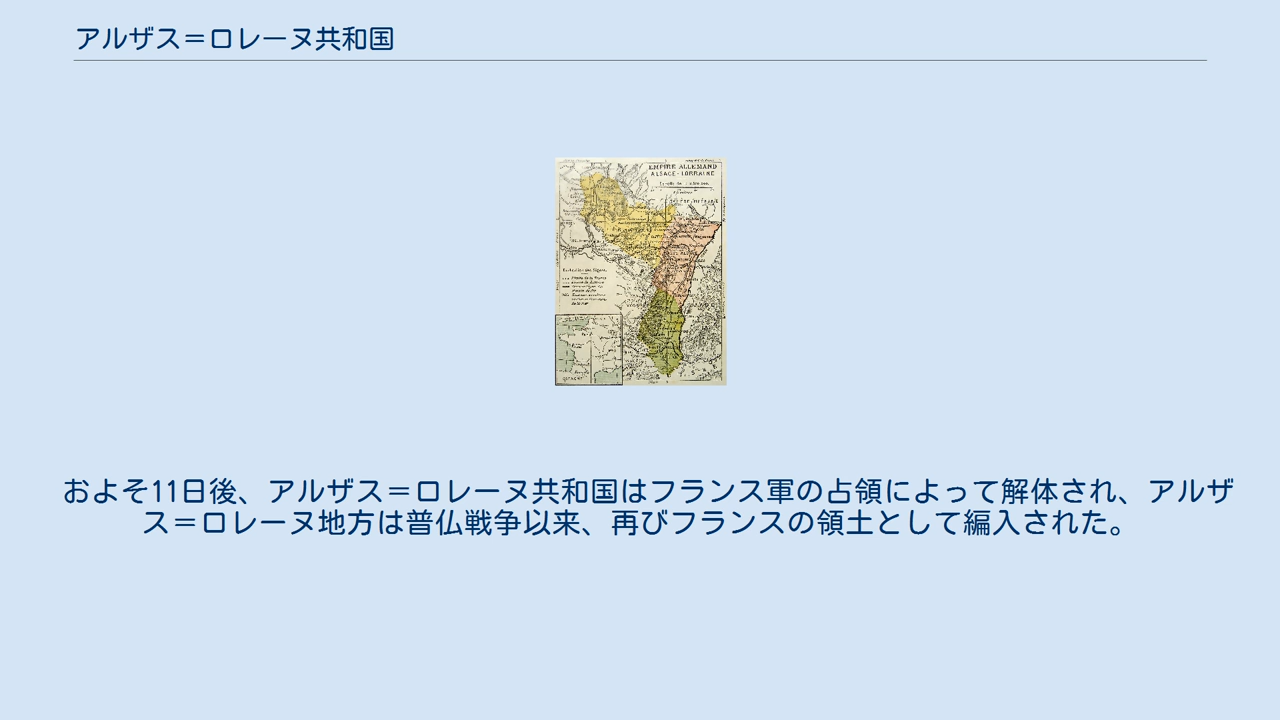 アルザス＝ロレーヌ共和国
EMPIRE ALLEMAND
ALSACE-LORRAINE
およそ11日後、アルザス＝ロレーヌ共和国はフランス軍の占領によって解体され、アルザ
ス＝ロレーヌ地方は普仏戦争以来、再びフランスの領土として編入された。